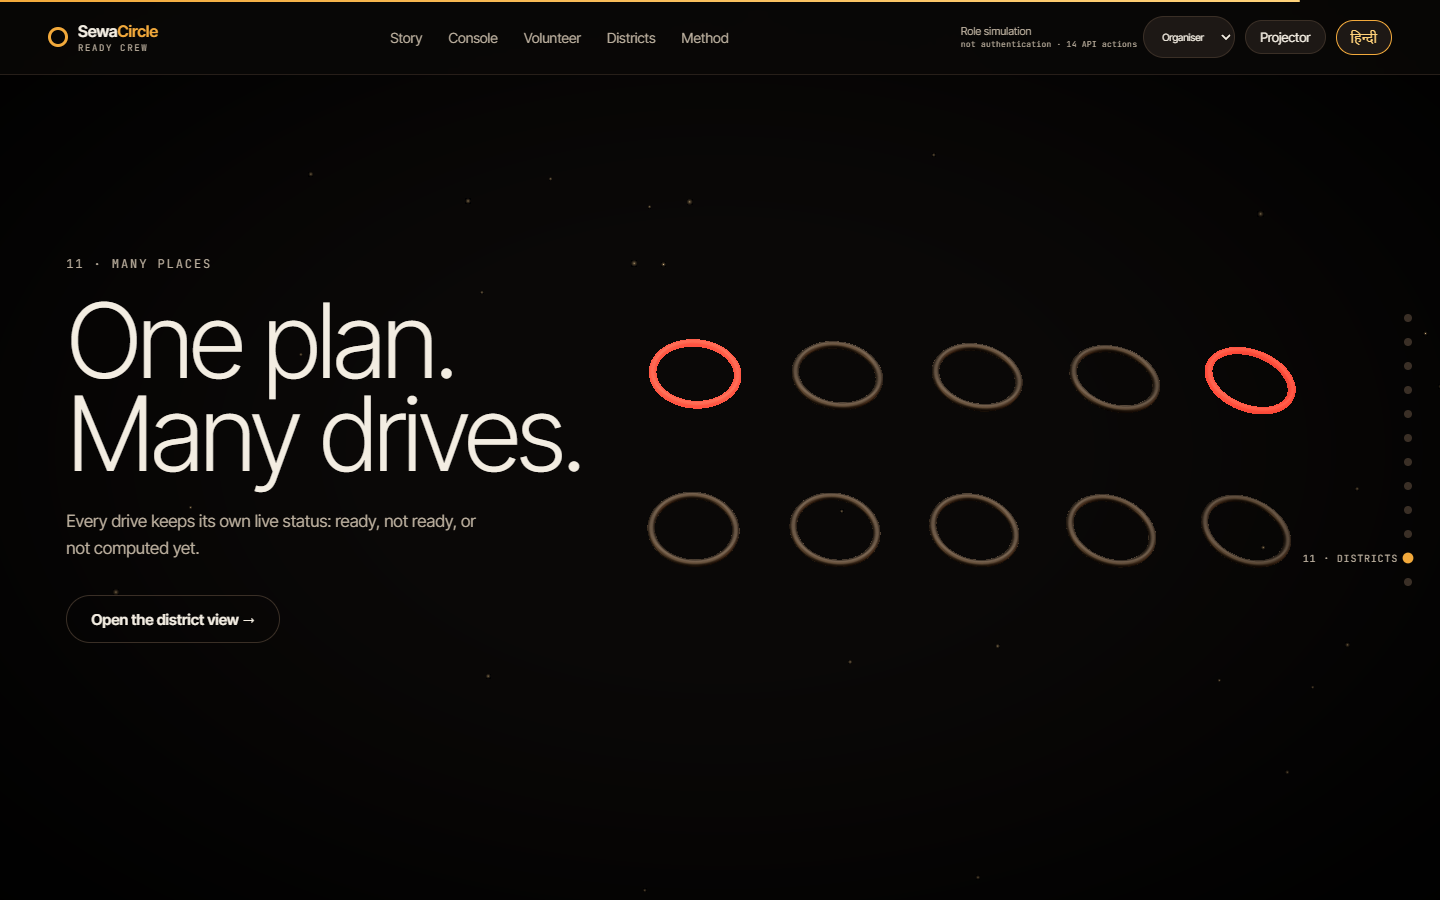 SewaCircle
READY CREW
Story
Console
Volunteer
Districts
Method
Role simulation
not authentication · 14 API actions
Organiser
Projector
हिन्दी
11 · MANY PLACES
One plan.
Many drives.
Every drive keeps its own live status: ready, not ready, or
not computed yet.
Open the district view →
11 · DISTRICTS